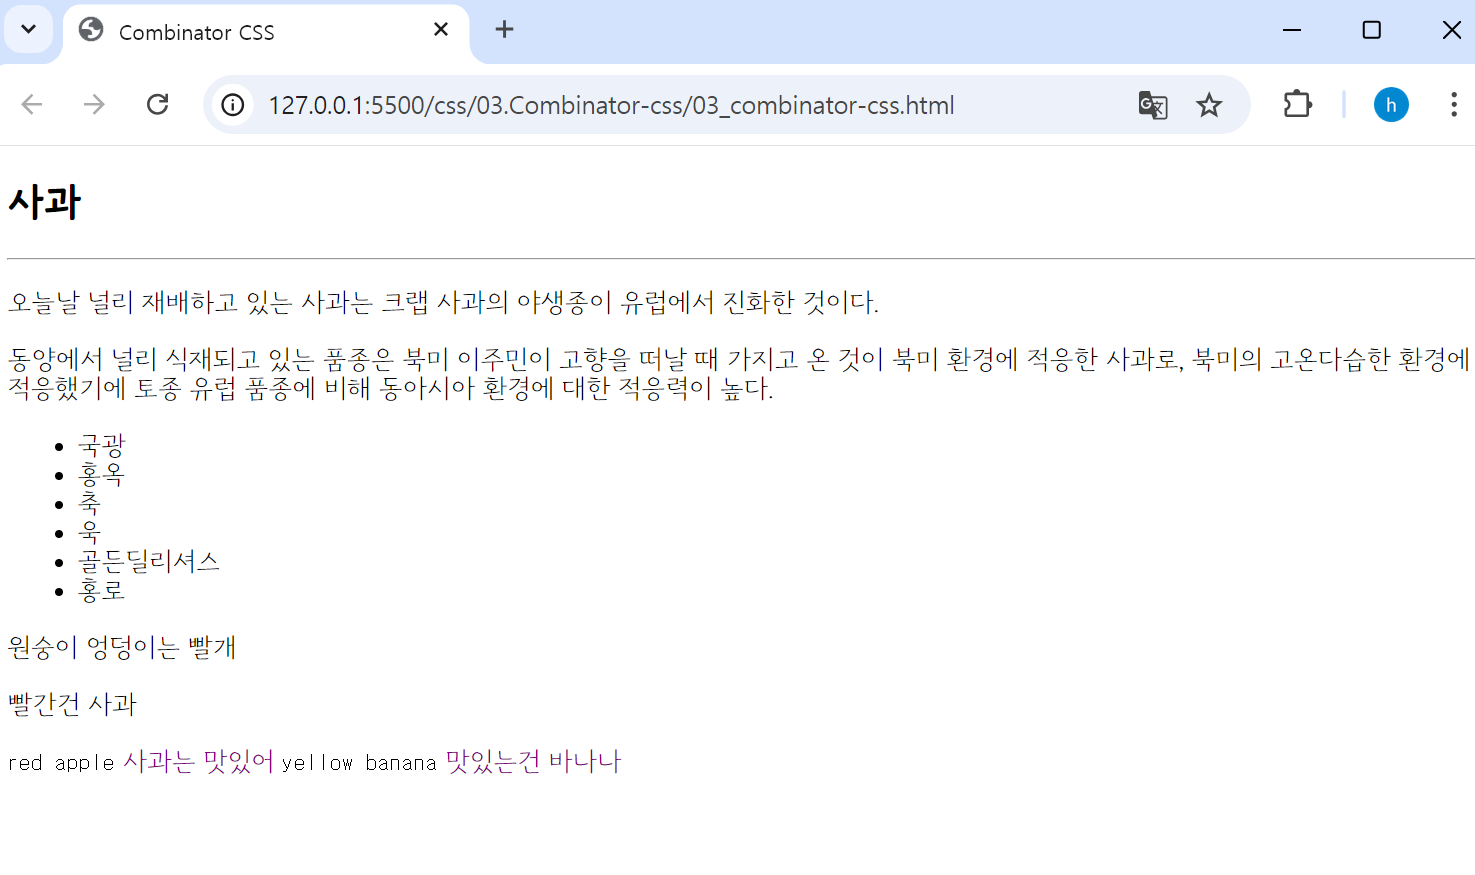 Combinator CSS
127.0.0.1:5500/css/03.Combinator-css/03_combinator-css.html
h
사과
오늘날 널리 재배하고 있는 사과는 크랩 사과의 야생종이 유럽에서 진화한 것이다.
동양에서 널리 식재되고 있는 품종은 북미 이주민이 고향을 떠날 때 가지고 온 것이 북미 환경에 적응한 사과로, 북미의 고온다습한 환경에
적응했기에 토종 유럽 품종에 비해 동아시아 환경에 대한 적응력이 높다.
국광
홍옥
축
욱
골든딜리셔스
홍로
원숭이 엉덩이는 빨개
빨간건 사과
red apple 사과는 맛있어 yellow banana 맛있는건 바나나